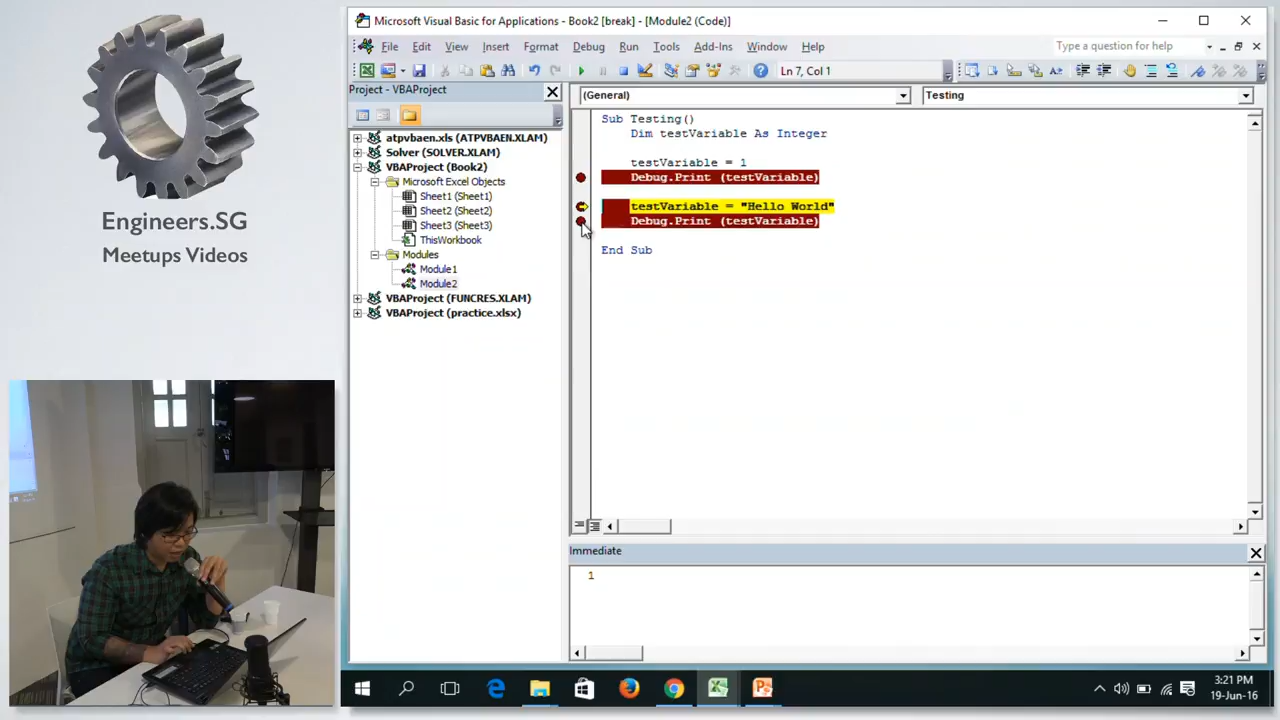 Engineers.SG
Meetups Videos
Microsoft Visual Basic for Applications - Book2 [break] - [Module2 (Code)]
File Edit View Insert Format Debug Run Tools Add-Ins Window Help
Type a question for help
Ln 7, Col 1
Project - VBAProject
atpvbaen.xls (ATPVBAEN.XLAM)
Solver (SOLVER.XLAM)
VBAProject (Book2)
Microsoft Excel Objects
Sheet1 (Sheet1)
Sheet2 (Sheet2)
Sheet3 (Sheet3)
ThisWorkbook
Modules
Module1
Module2
VBAProject (FUNCRES.XLAM)
VBAProject (practice.xlsx)
(General)
Testing
Sub Testing()
Dim testVariable As Integer
testVariable = 1
Debug.Print (testVariable)
testVariable = "Hello World"
Debug.Print (testVariable)
End Sub
Immediate
1
3:21 PM
19-Jun-16